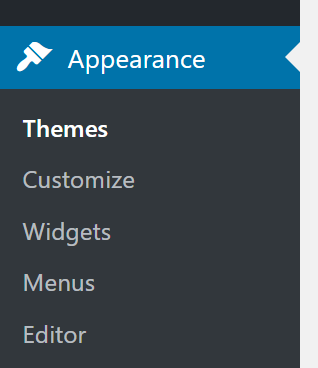 Appearance
Themes
Customize
Widgets
Menus
Editor